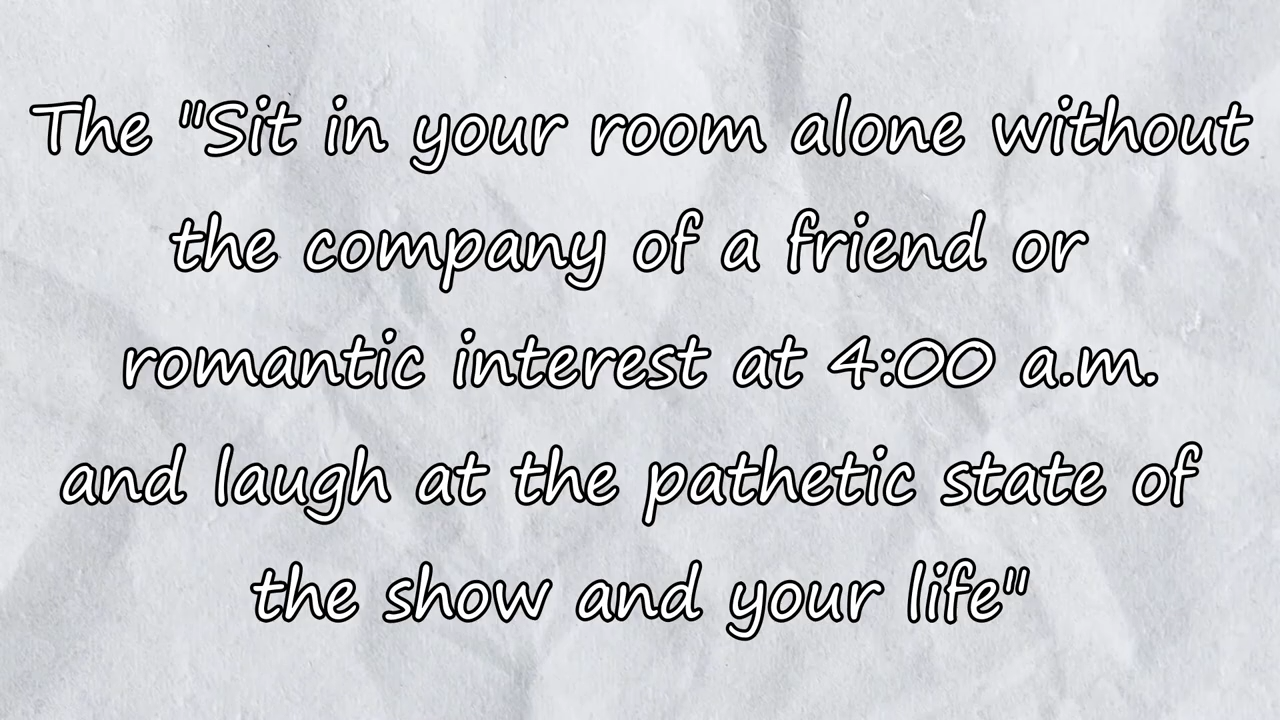 The "Sit in your room alone without
the company of a friend or
romantic interest at 4:00 a.m.
and laugh at the pathetic state of
the show and your life"